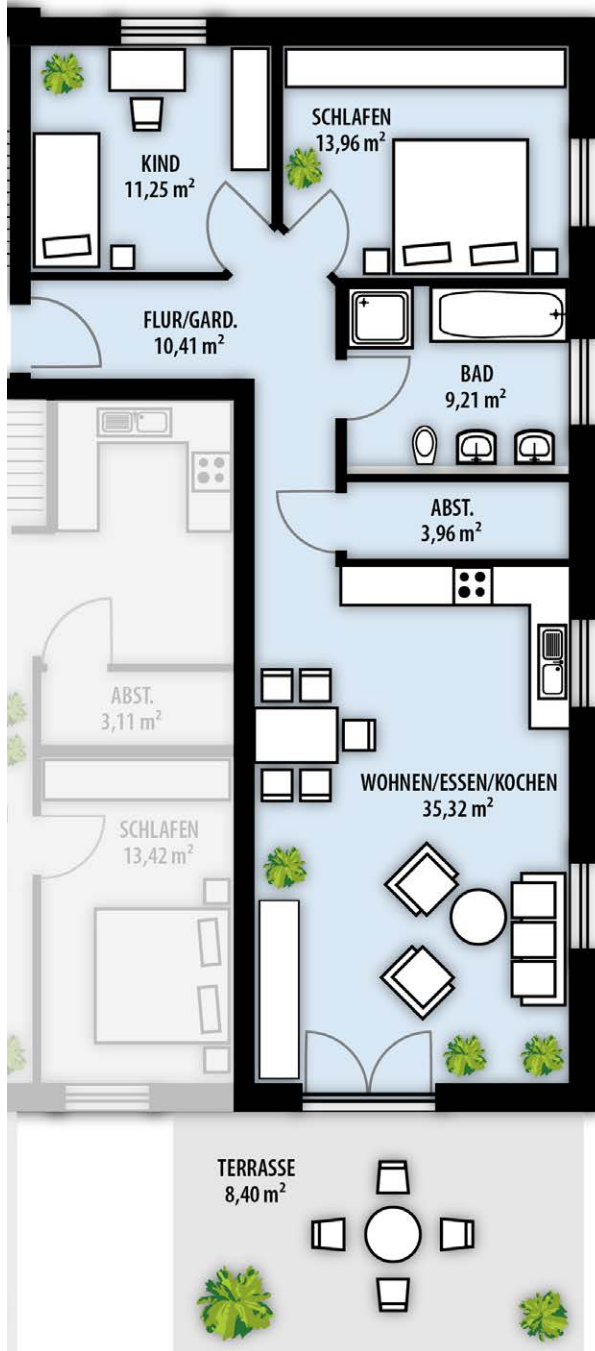 SCHLAFEN
13,96 m²
KIND
11,25 m²
FLUR/GARD.
10,41 m²
BAD
9,21 m²
ABST.
3,96 m²
ABST.
3,11 m²
WOHNEN/ESSEN/KOCHEN
35,32 m²
SCHLAFEN
13,42 m²
TERRASSE
8,40 m²